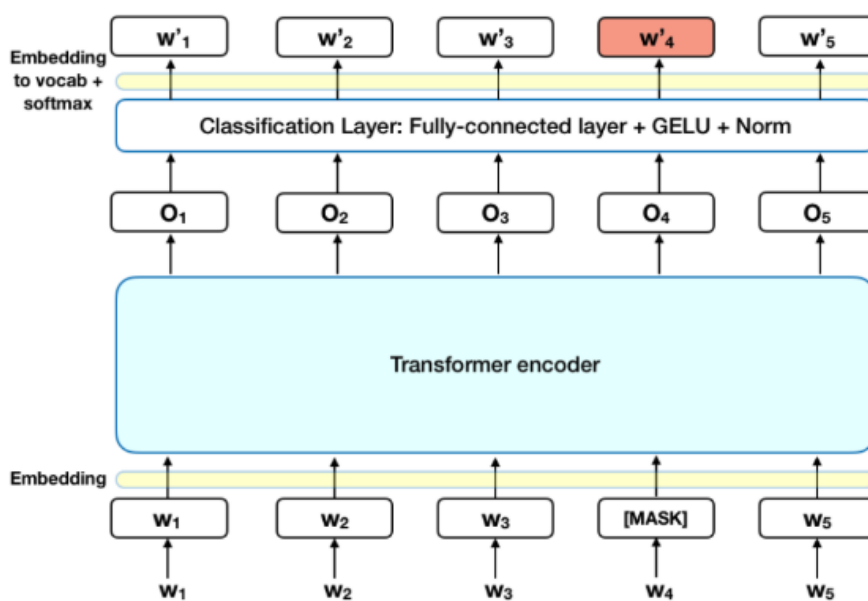 w'₁ w'₂ w'₃ w'₄ w'₅
Embedding
to vocab +
softmax
Classification Layer: Fully-connected layer + GELU + Norm
O₁ O₂ O₃ O₄ O₅
Transformer encoder
Embedding
W₁ W₂ W₃ [MASK] W₅
W₁ W₂ W₃ W₄ W₅